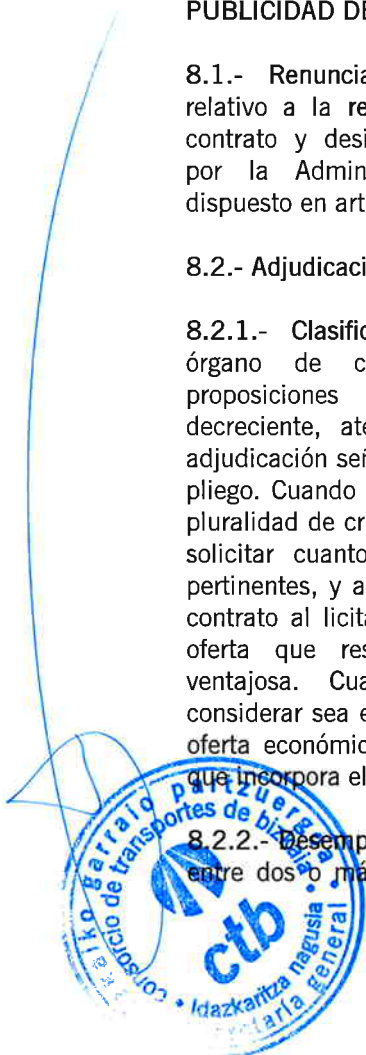 PUBLICIDAD DE
8.1.- Renuncia
relativo a la re
contrato y desi
por la Admin
dispuesto en art
8.2.- Adjudicaci
8.2.1.- Clasific
órgano de c
proposiciones
decreciente, ate
adjudicación señ
pliego. Cuando
pluralidad de cr
solicitar cuanto
pertinentes, y a
contrato al licita
oferta que res
ventajosa. Cua
considerar sea e
oferta económic
que incorpora el
8.2.2.- Desemp
entre dos o má
garraio partzuergoa
consorcio de transportes de bizkaia
ctb
Idazkaritza nagusia
general